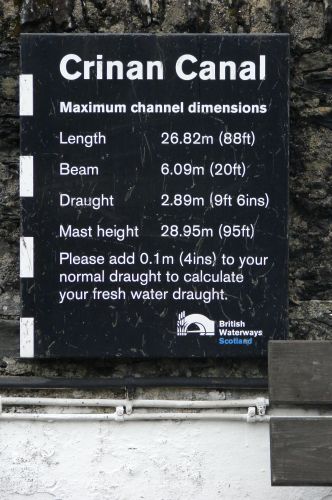 Crinan Canal
Maximum channel dimensions
Length 26.82m (88ft)
Beam 6.09m (20ft)
Draught 2.89m (9ft 6ins)
Mast height 28.95m (95ft)
Please add 0.1m (4ins) to your
normal draught to calculate
your fresh water draught.
British
Waterways
Scotland